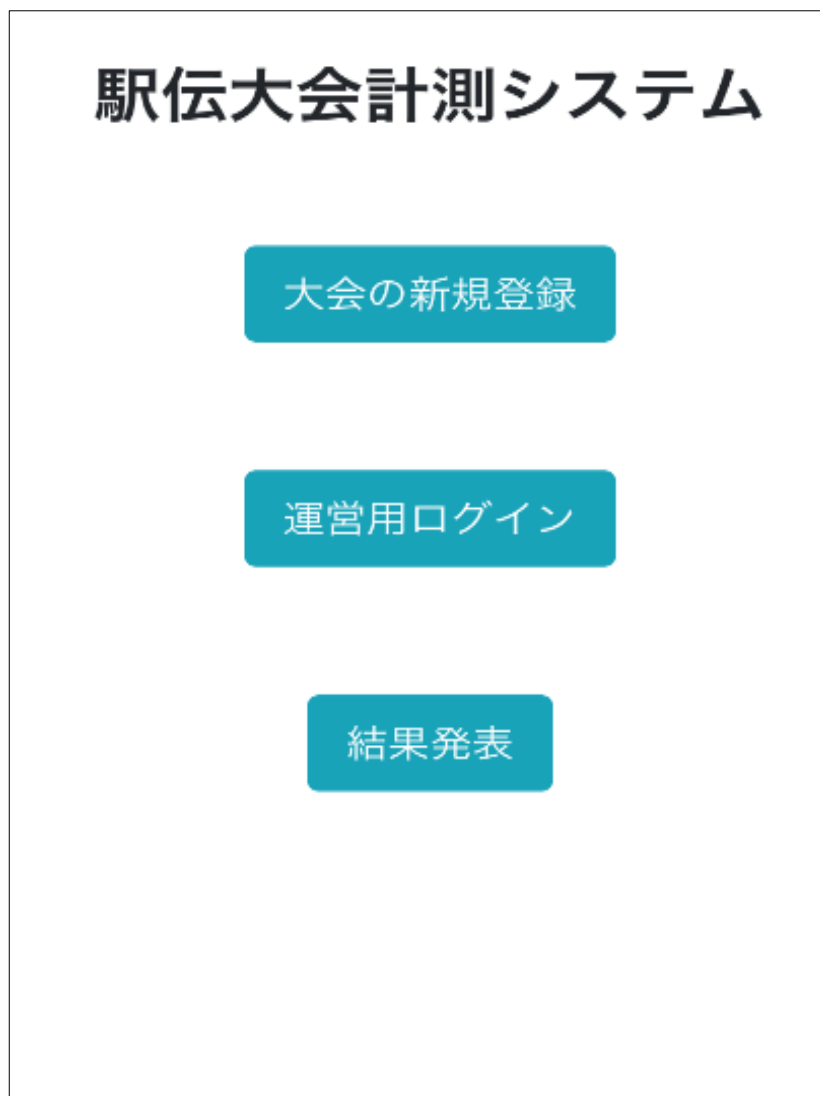 駅伝大会計測システム
大会の新規登録
運営用ログイン
結果発表